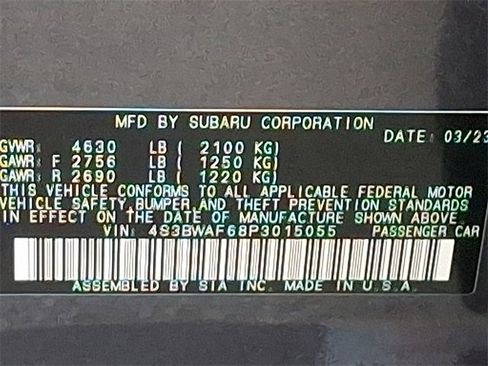 MFD BY SUBARU CORPORATION
DATE: 03/23
GVWR: 4630 LB ( 2100 KG)
GAWR: F 2756 LB ( 1250 KG)
GAWR: R 2690 LB ( 1220 KG)
THIS VEHICLE CONFORMS TO ALL APPLICABLE FEDERAL MOTOR
VEHICLE SAFETY,BUMPER AND THEFT PREVENTION STANDARDS
IN EFFECT ON THE DATE OF MANUFACTURE SHOWN ABOVE.
VIN: 4S3BWAF68P3015055 PASSENGER CAR
ASSEMBLED BY SIA INC. MADE IN U.S.A.